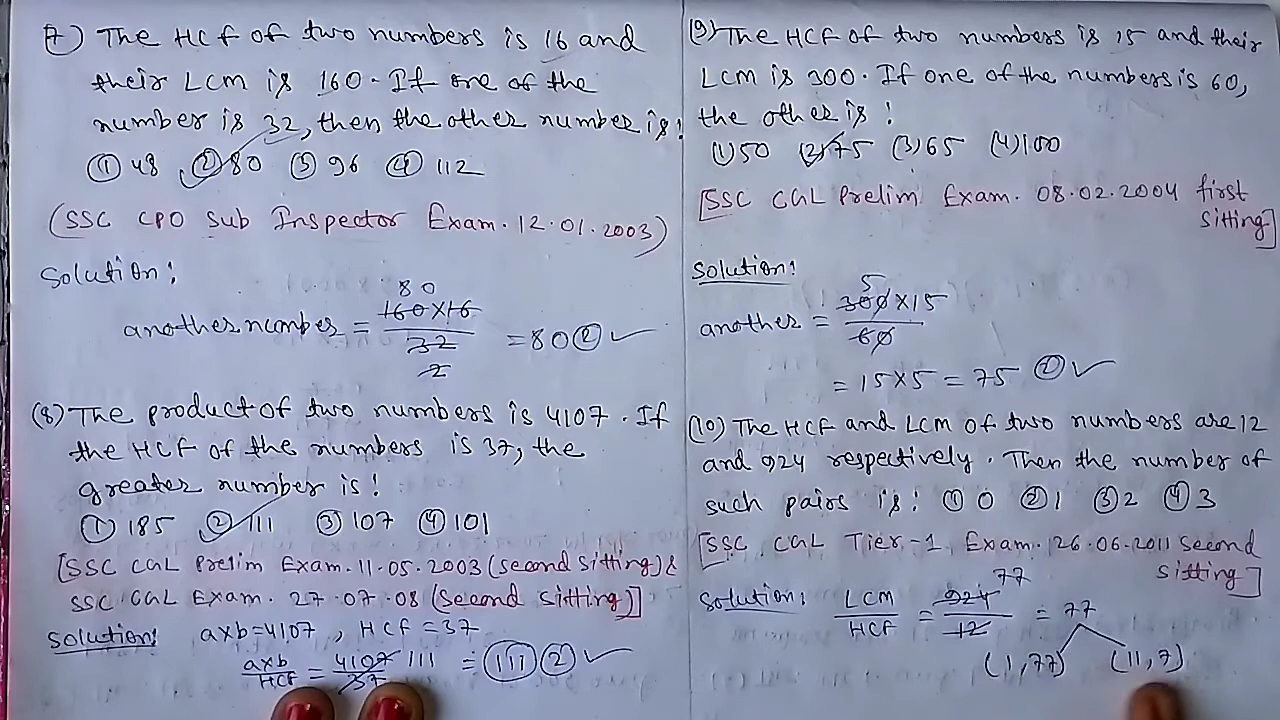 7) The HCF of two numbers is 16 and
their LCM is 160. If one of the
number is 32, then the other number is:
① 48 ② 80 ③ 96 ④ 112
(SSC CPO Sub Inspector Exam. 12.01.2003)
Solution:
80
another number = 160×16 / 32 = 80 ② ✓
2
(8) The product of two numbers is 4107. If
the HCF of the numbers is 37, the
greater number is:
① 185 ② 111 ③ 107 ④ 101
[SSC CGL Prelim Exam. 11.05.2003 (second sitting) &
SSC CGL Exam. 27.07.08 (Second sitting)]
Solution: a×b=4107, HCF=37
a×b / HCF = 4107 / 37 111 = 111 ② ✓
(9) The HCF of two numbers is 15 and their
LCM is 300. If one of the numbers is 60,
the other is:
(1) 50 (2) 75 (3) 65 (4) 100
[SSC CGL Prelim Exam. 08.02.2004 first
sitting]
Solution:
5
another = 300×15 / 60
= 15×5 = 75 ② ✓
(10) The HCF and LCM of two numbers are 12
and 924 respectively. Then the number of
such pairs is: ① 0 ② 1 ③ 2 ④ 3
[SSC CGL Tier-1 Exam. 26.06.2011 second
sitting]
77
Solution: LCM / HCF = 924 / 12 = 77
(1,77) (11,7)